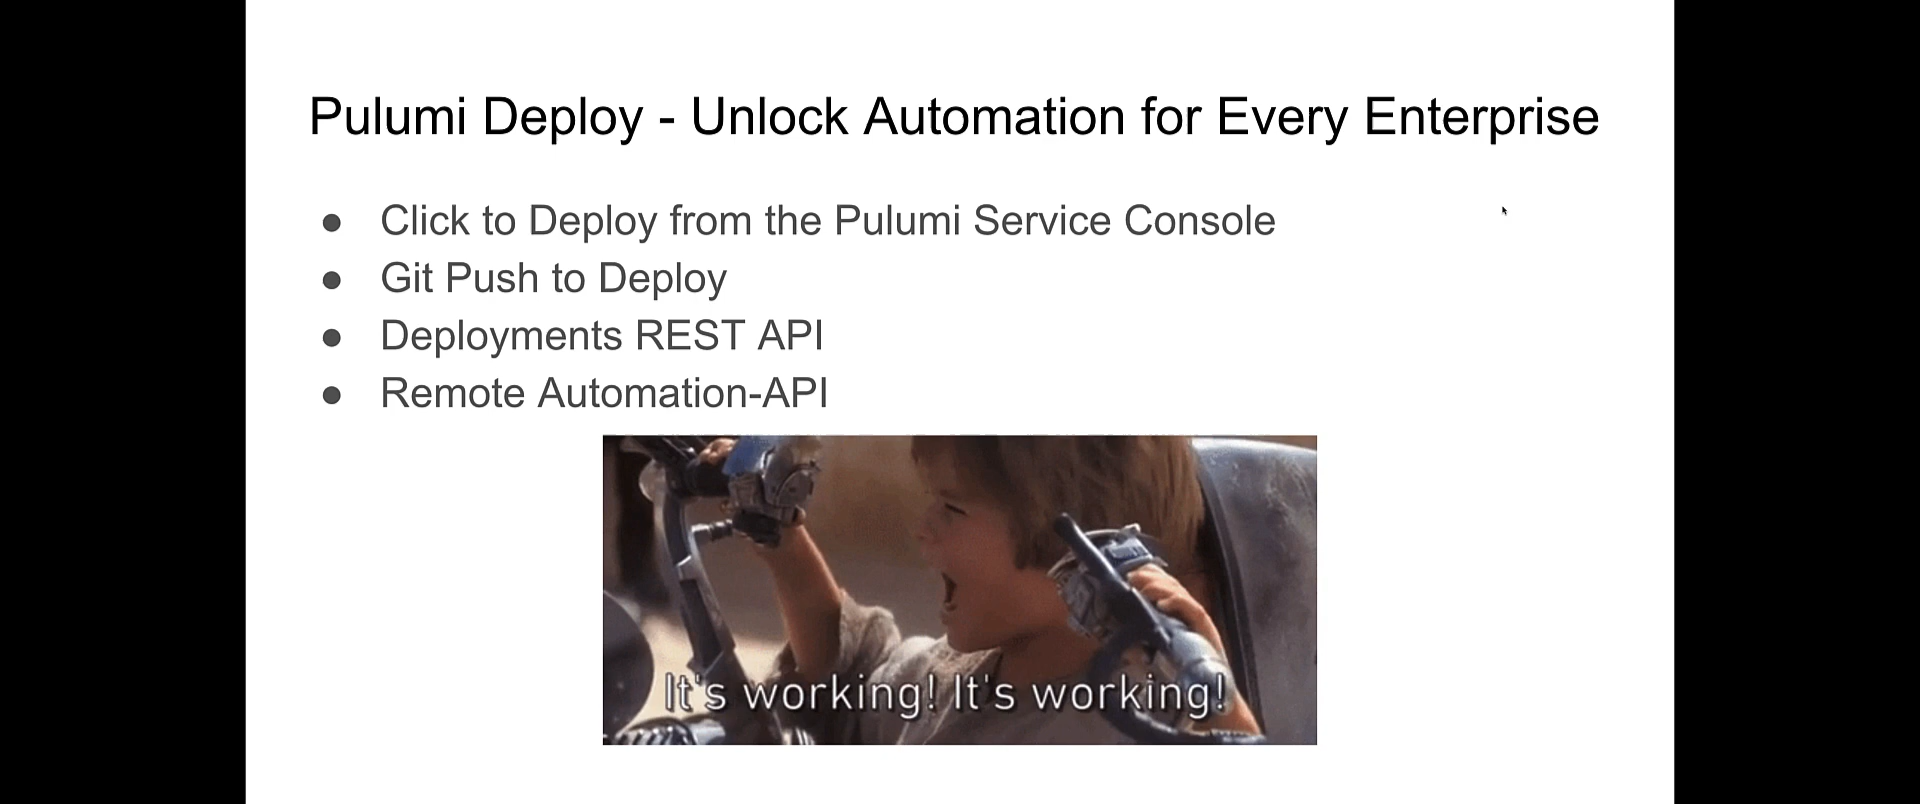 Pulumi Deploy - Unlock Automation for Every Enterprise
● Click to Deploy from the Pulumi Service Console
● Git Push to Deploy
● Deployments REST API
● Remote Automation-API
It's working! It's working!